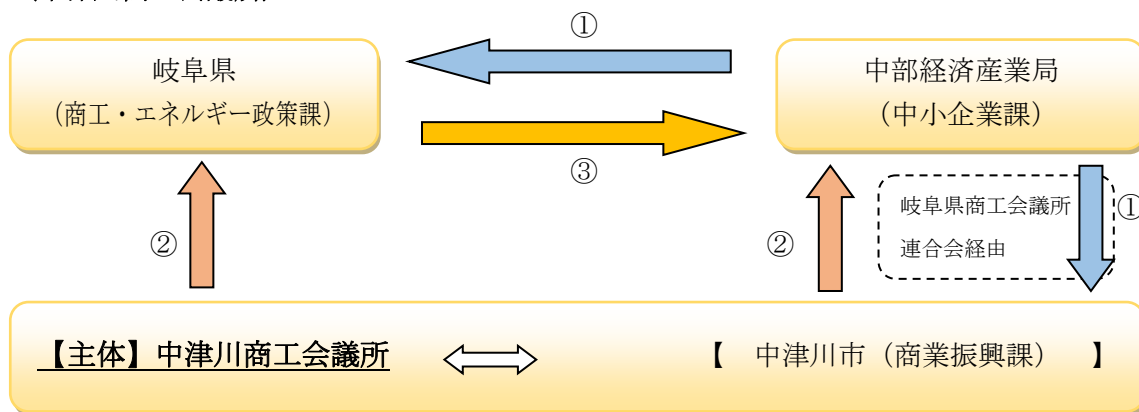 ①
岐阜県
（商工・エネルギー政策課）
中部経済産業局
（中小企業課）
③
②
②
岐阜県商工会議所
連合会経由
①
【主体】中津川商工会議所
【　中津川市（商業振興課）　】